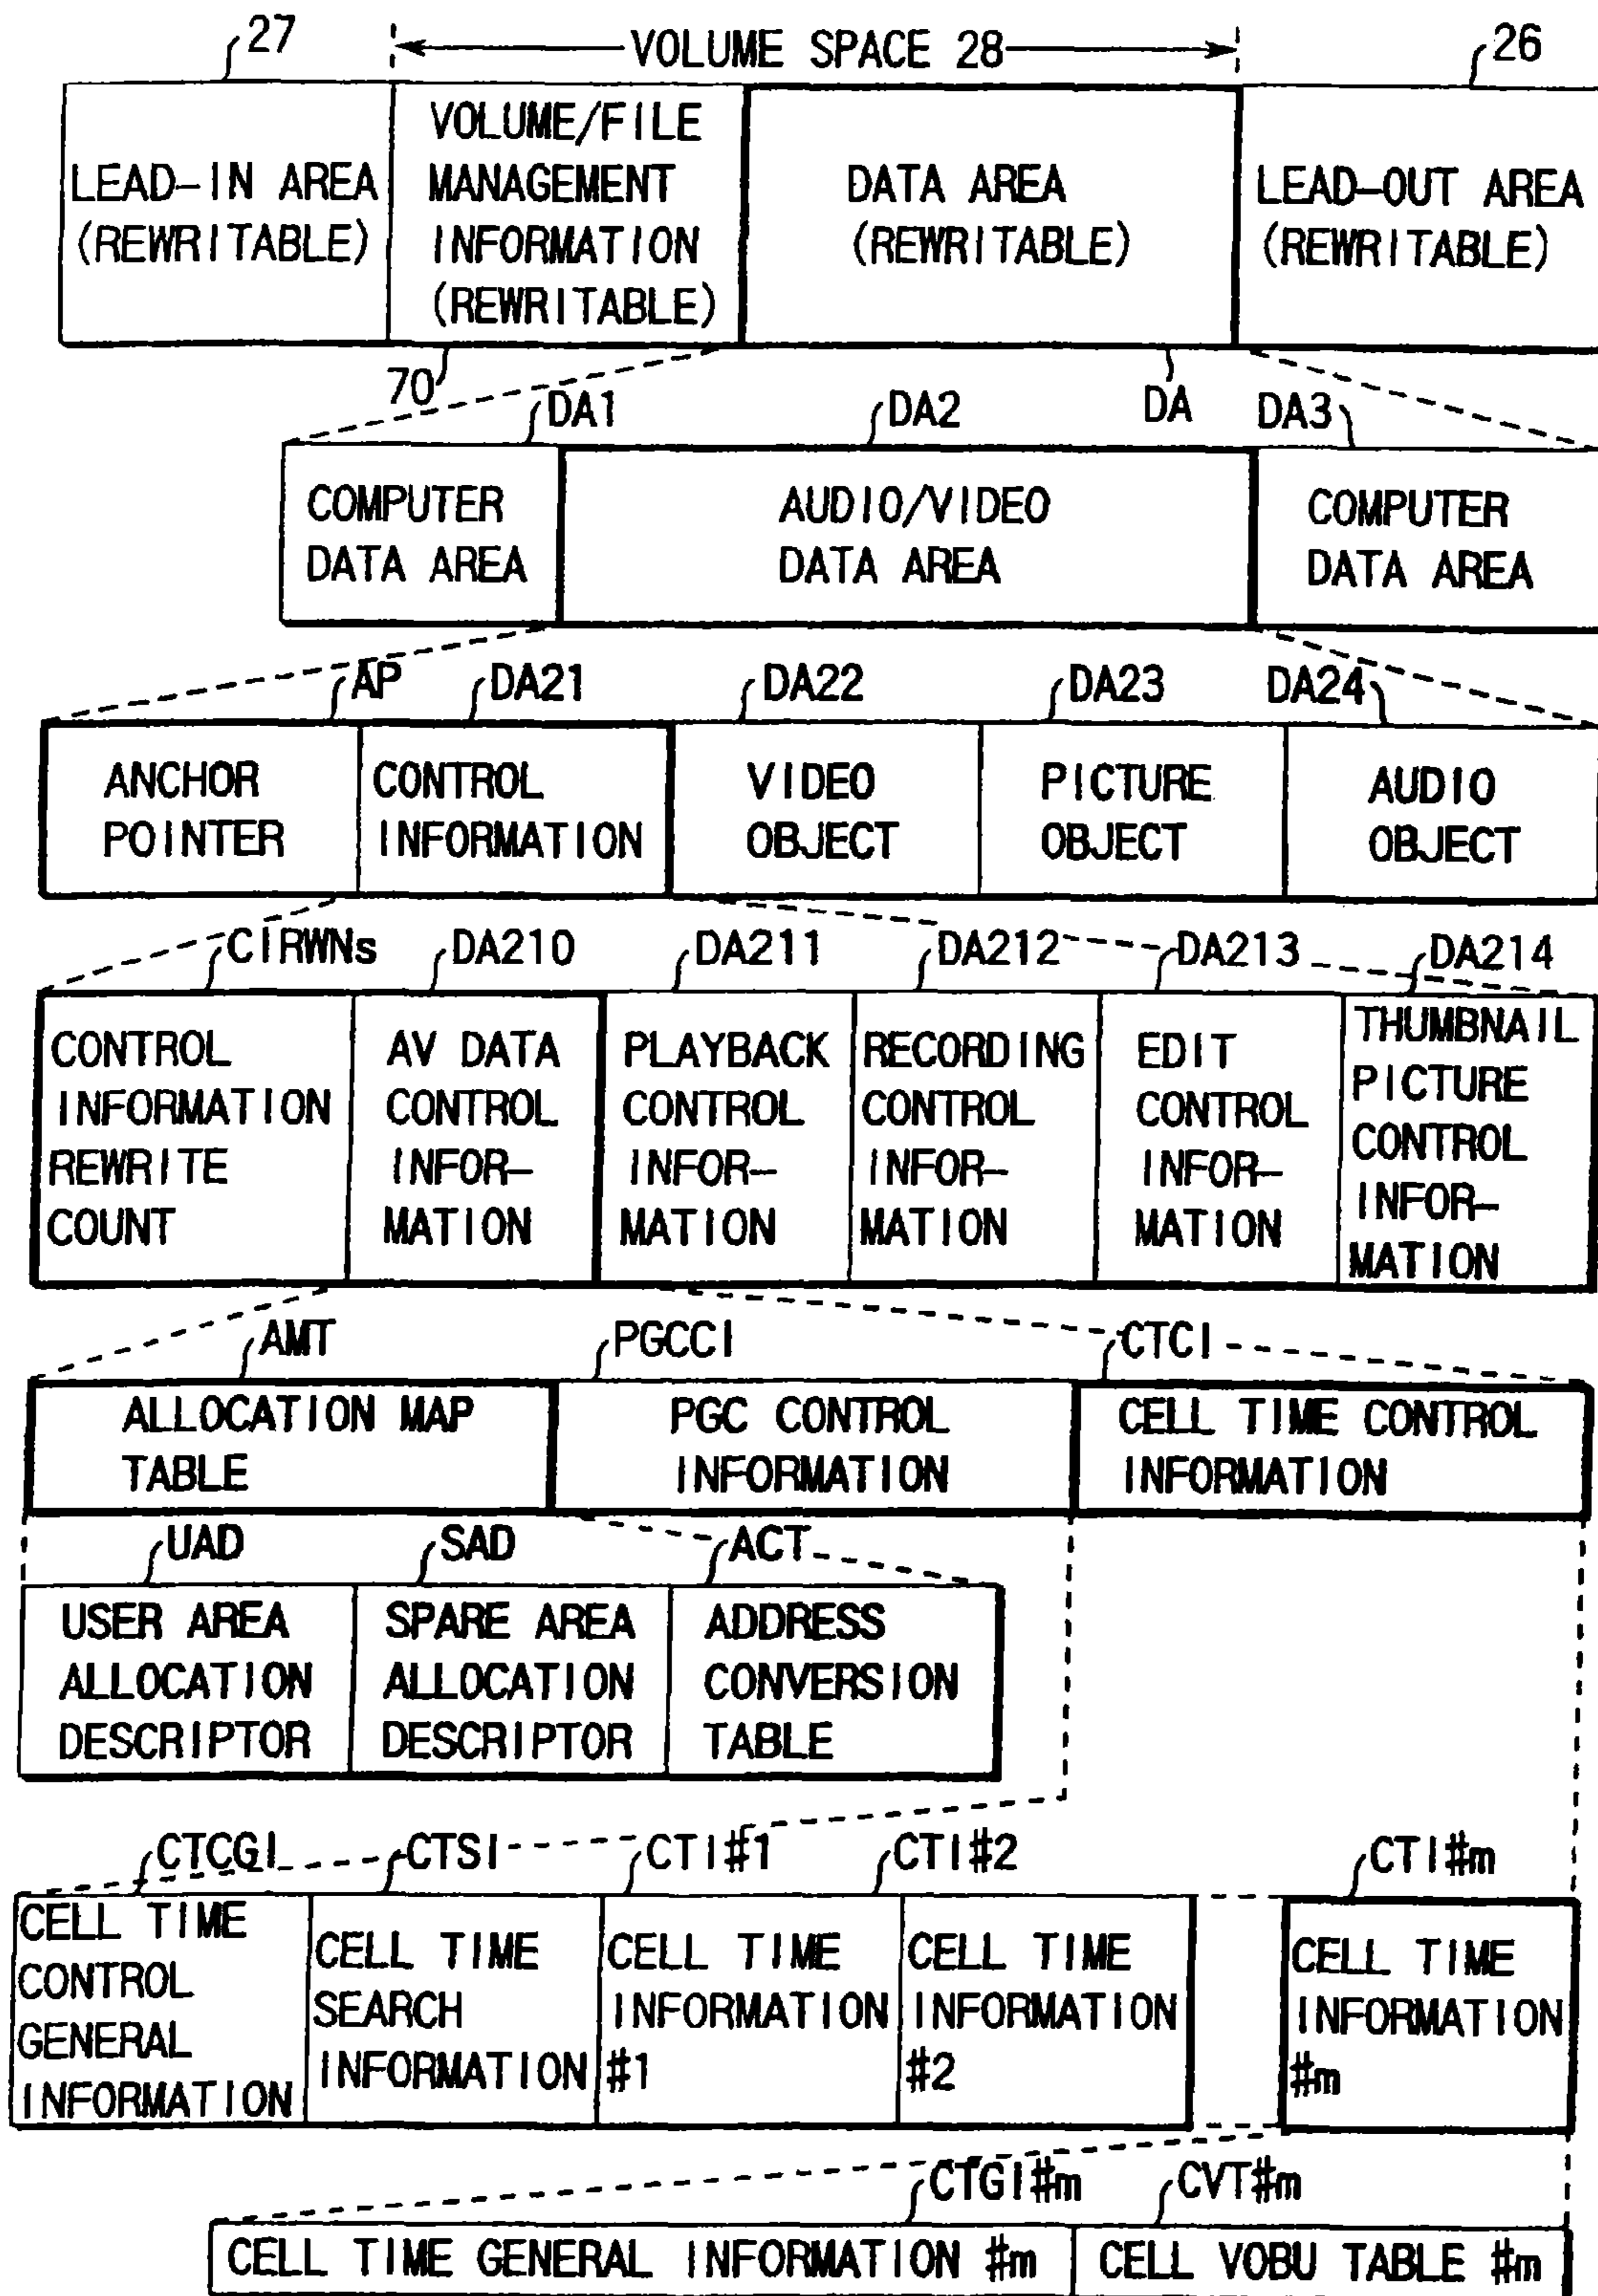 27
VOLUME SPACE 28
26
LEAD-IN AREA
(REWRITABLE)
VOLUME/FILE
MANAGEMENT
INFORMATION
(REWRITABLE)
DATA AREA
(REWRITABLE)
LEAD-OUT AREA
(REWRITABLE)
70
DA
DA1
DA2
DA3
COMPUTER
DATA AREA
AUDIO/VIDEO
DATA AREA
COMPUTER
DATA AREA
AP
DA21
DA22
DA23
DA24
ANCHOR
POINTER
CONTROL
INFORMATION
VIDEO
OBJECT
PICTURE
OBJECT
AUDIO
OBJECT
CIRWNs
DA210
DA211
DA212
DA213
DA214
CONTROL
INFORMATION
REWRITE
COUNT
AV DATA
CONTROL
INFOR-
MATION
PLAYBACK
CONTROL
INFOR-
MATION
RECORDING
CONTROL
INFOR-
MATION
EDIT
CONTROL
INFOR-
MATION
THUMBNAIL
PICTURE
CONTROL
INFOR-
MATION
AMT
PGCCI
CTCI
ALLOCATION MAP
TABLE
PGC CONTROL
INFORMATION
CELL TIME CONTROL
INFORMATION
UAD
SAD
ACT
USER AREA
ALLOCATION
DESCRIPTOR
SPARE AREA
ALLOCATION
DESCRIPTOR
ADDRESS
CONVERSION
TABLE
CTCGI
CTSI
CTI#1
CTI#2
CTI#m
CELL TIME
CONTROL
GENERAL
INFORMATION
CELL TIME
SEARCH
INFORMATION
CELL TIME
INFORMATION
#1
CELL TIME
INFORMATION
#2
CELL TIME
INFORMATION
#m
CTGI#m
CVT#m
CELL TIME GENERAL INFORMATION #m
CELL VOBU TABLE #m